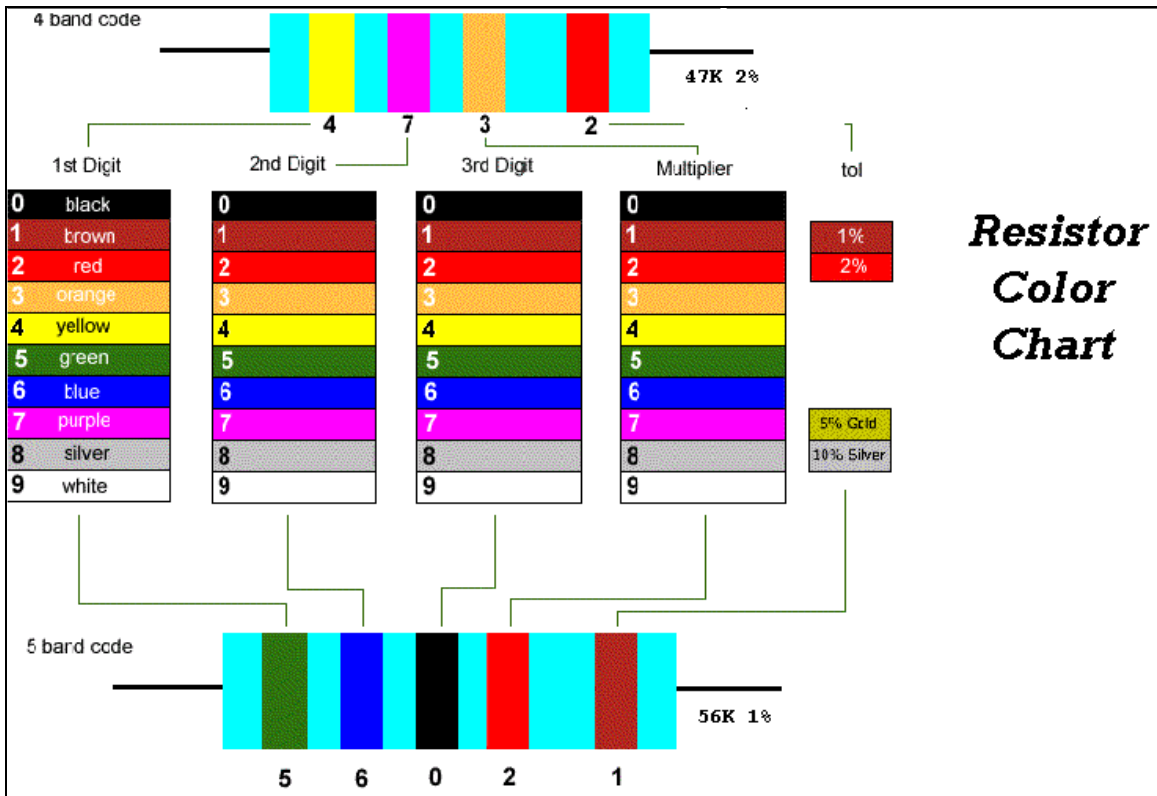 4 band code
47K 2%
4 7 3 2
1st Digit 2nd Digit 3rd Digit Multiplier tol
0 black 0 0 0
1 brown 1 1 1 1%
2 red 2 2 2 2%
3 orange 3 3 3
4 yellow 4 4 4
5 green 5 5 5
6 blue 6 6 6
7 purple 7 7 7 5% Gold
8 silver 8 8 8 10% Silver
9 white 9 9 9
Resistor
Color
Chart
5 band code
56K 1%
5 6 0 2 1